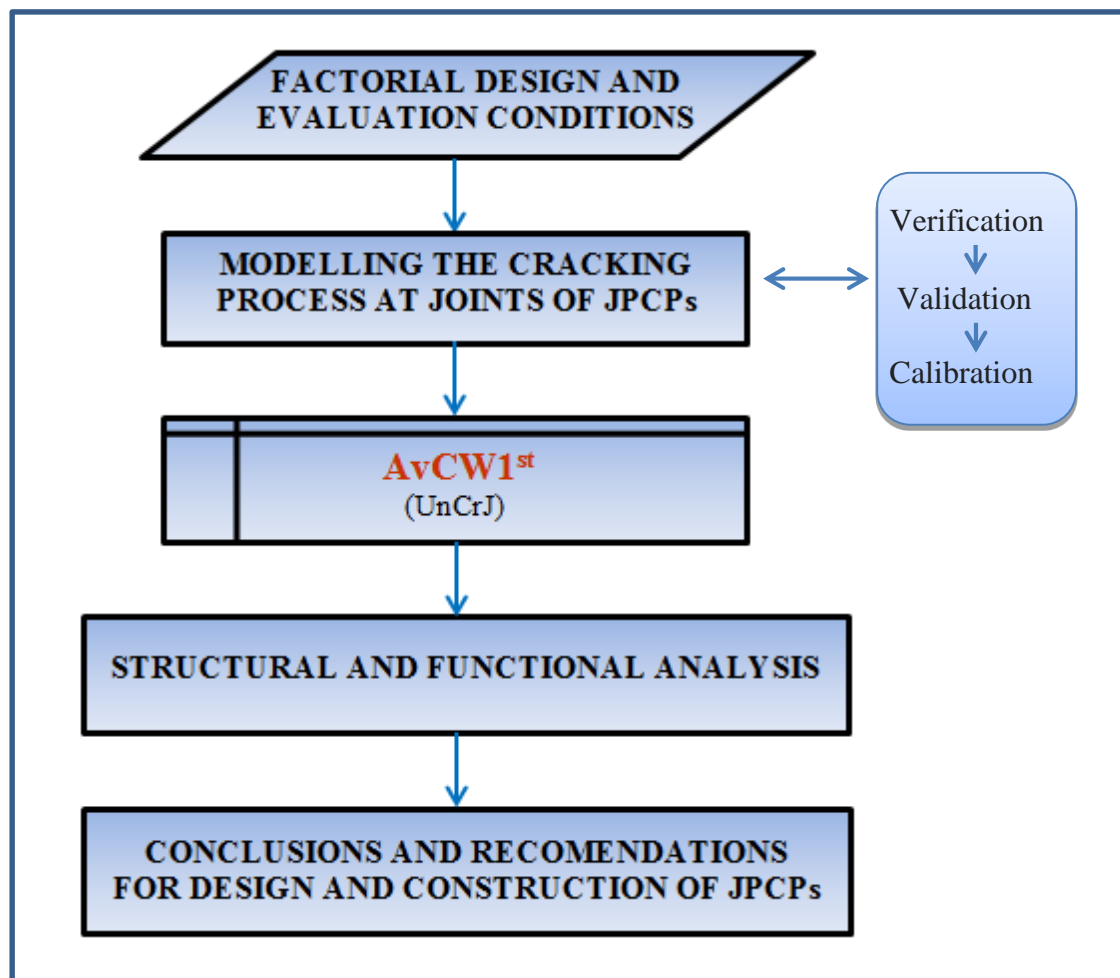 FACTORIAL DESIGN AND
EVALUATION CONDITIONS
MODELLING THE CRACKING
PROCESS AT JOINTS OF JPCPs
Verification
Validation
Calibration
AvCW1st
(UnCrJ)
STRUCTURAL AND FUNCTIONAL ANALYSIS
CONCLUSIONS AND RECOMENDATIONS
FOR DESIGN AND CONSTRUCTION OF JPCPs